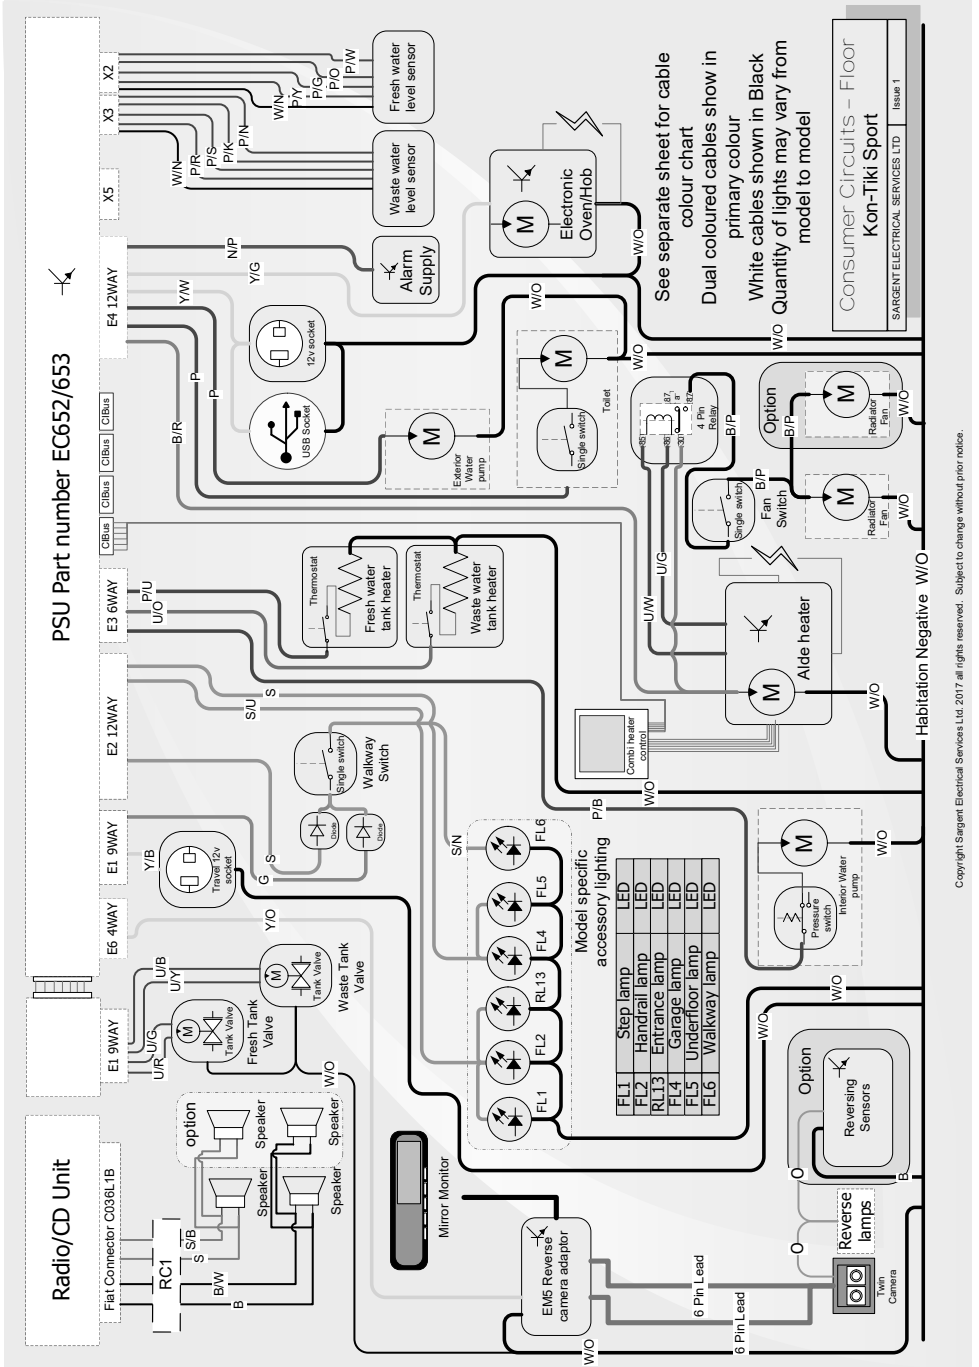 Radio/CD Unit
PSU Part number EC652/653
Fiat Connector C036L1B
E1 9WAY
E6 4WAY
E1 9WAY
E2 12WAY
E3 6WAY
CIBus
CIBus
CIBus
CIBus
E4 12WAY
X5
X3
X2
RC1
S/B
S
B/W
B
option
Speaker
Speaker
Speaker
Speaker
U/R
U/G
U/Y
U/B
Tank Valve
M
Fresh Tank
Valve
Tank Valve
M
Waste Tank
Valve
W/O
Y/O
Y/B
Travel 12v
socket
G
S
Diode
Diode
Single switch
Walkway
Switch
S/U
S
S/N
P/U
U/O
Thermostat
Fresh water
tank heater
Thermostat
Waste water
tank heater
B/R
P
P
Y/W
Y/G
N/P
USB Socket
12v socket
Alarm
Supply
W/N
P/R
P/S
P/K
P/N
Waste water
level sensor
W/N
P/Y
P/G
P/O
P/W
Fresh water
level sensor
Mirror Monitor
FL1
FL2
RL13
FL4
FL5
FL6
Model specific
accessory lighting
FL1 Step lamp LED
FL2 Handrail lamp LED
RL13 Entrance lamp LED
FL4 Garage lamp LED
FL5 Underfloor lamp LED
FL6 Walkway lamp LED
Exterior
Water
pump
M
W/O
Single switch
Toilet
M
W/O
Electronic
Oven/Hob
M
W/O
W/O
EM5 Reverse
camera adaptor
W/O
6 Pin Lead
6 Pin Lead
Twin
Camera
Reverse
lamps
O
O
B
Option
Reversing
Sensors
W/O
W/O
P/B
W/O
Pressure
switch
Interior Water
pump
M
W/O
Combi heater
control
Alde heater
M
W/O
U/W
U/G
85
86
30
87
a
87
4 Pin
Relay
B/P
Single switch
Fan
Switch
B/P
B/P
M
Radiator
Fan
W/O
Option
M
Radiator
Fan
W/O
W/O
Habitation Negative W/O
See separate sheet for cable
colour chart
Dual coloured cables show in
primary colour
White cables shown in Black
Quantity of lights may vary from
model to model
Consumer Circuits – Floor
Kon-Tiki Sport
SARGENT ELECTRICAL SERVICES LTD Issue 1
Copyright Sargent Electrical Services Ltd. 2017 all rights reserved. Subject to change without prior notice.